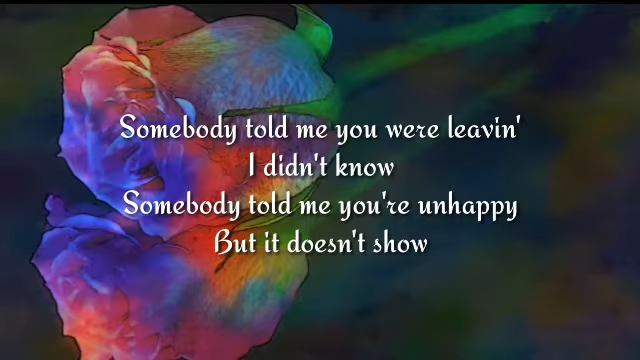 Somebody told me you were leavin'
I didn't know
Somebody told me you're unhappy
But it doesn't show